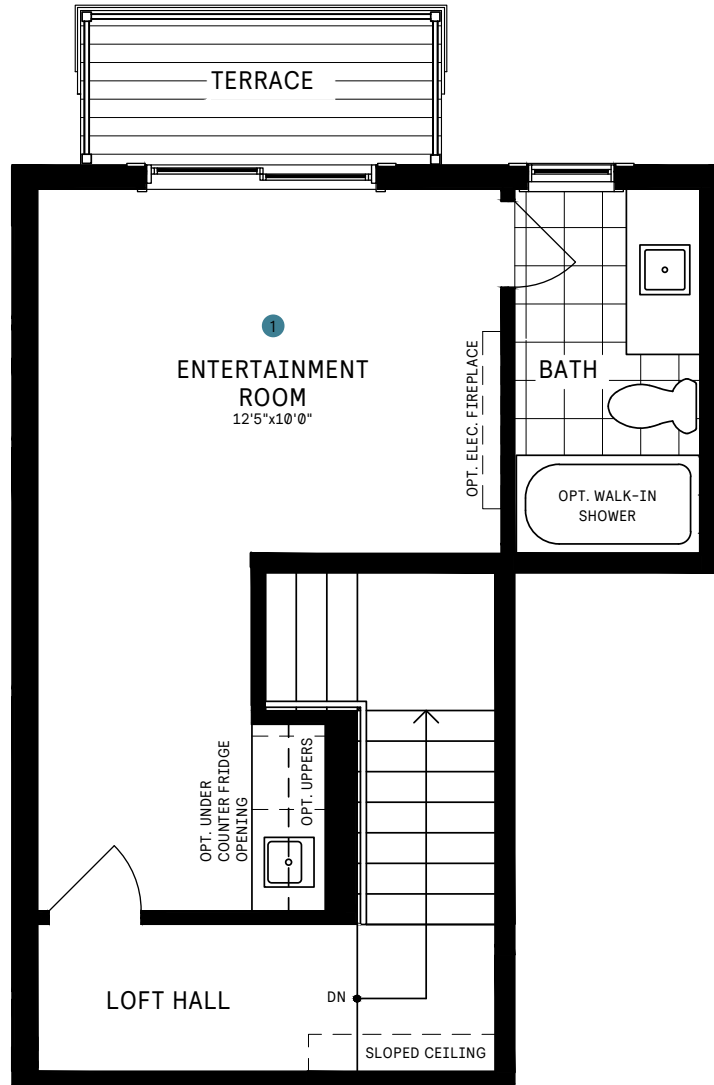 TERRACE
1
ENTERTAINMENT
ROOM
12'5"x10'0"
OPT. ELEC. FIREPLACE
BATH
OPT. WALK-IN
SHOWER
OPT. UNDER
COUNTER FRIDGE
OPENING
OPT. UPPERS
LOFT HALL
DN
SLOPED CEILING